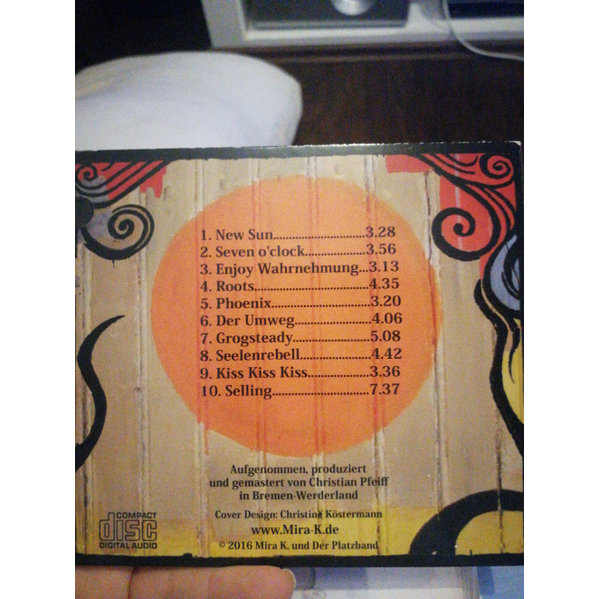 1. New Sun.............................3.28
2. Seven o'clock...................3.56
3. Enjoy Wahrnehmung...3.13
4. Roots....................................4.35
5. Phoenix...............................3.20
6. Der Umweg........................4.06
7. Grogsteady........................5.08
8. Seelenrebell......................4.42
9. Kiss Kiss Kiss...................3.36
10. Selling..............................7.37
Aufgenommen, produziert
und gemastert von Christian Pfeiff
in Bremen-Werderland
Cover Design: Christine Köstermann
www.Mira-K.de
© 2016 Mira K. und Der Platzband
COMPACT
disc
DIGITAL AUDIO